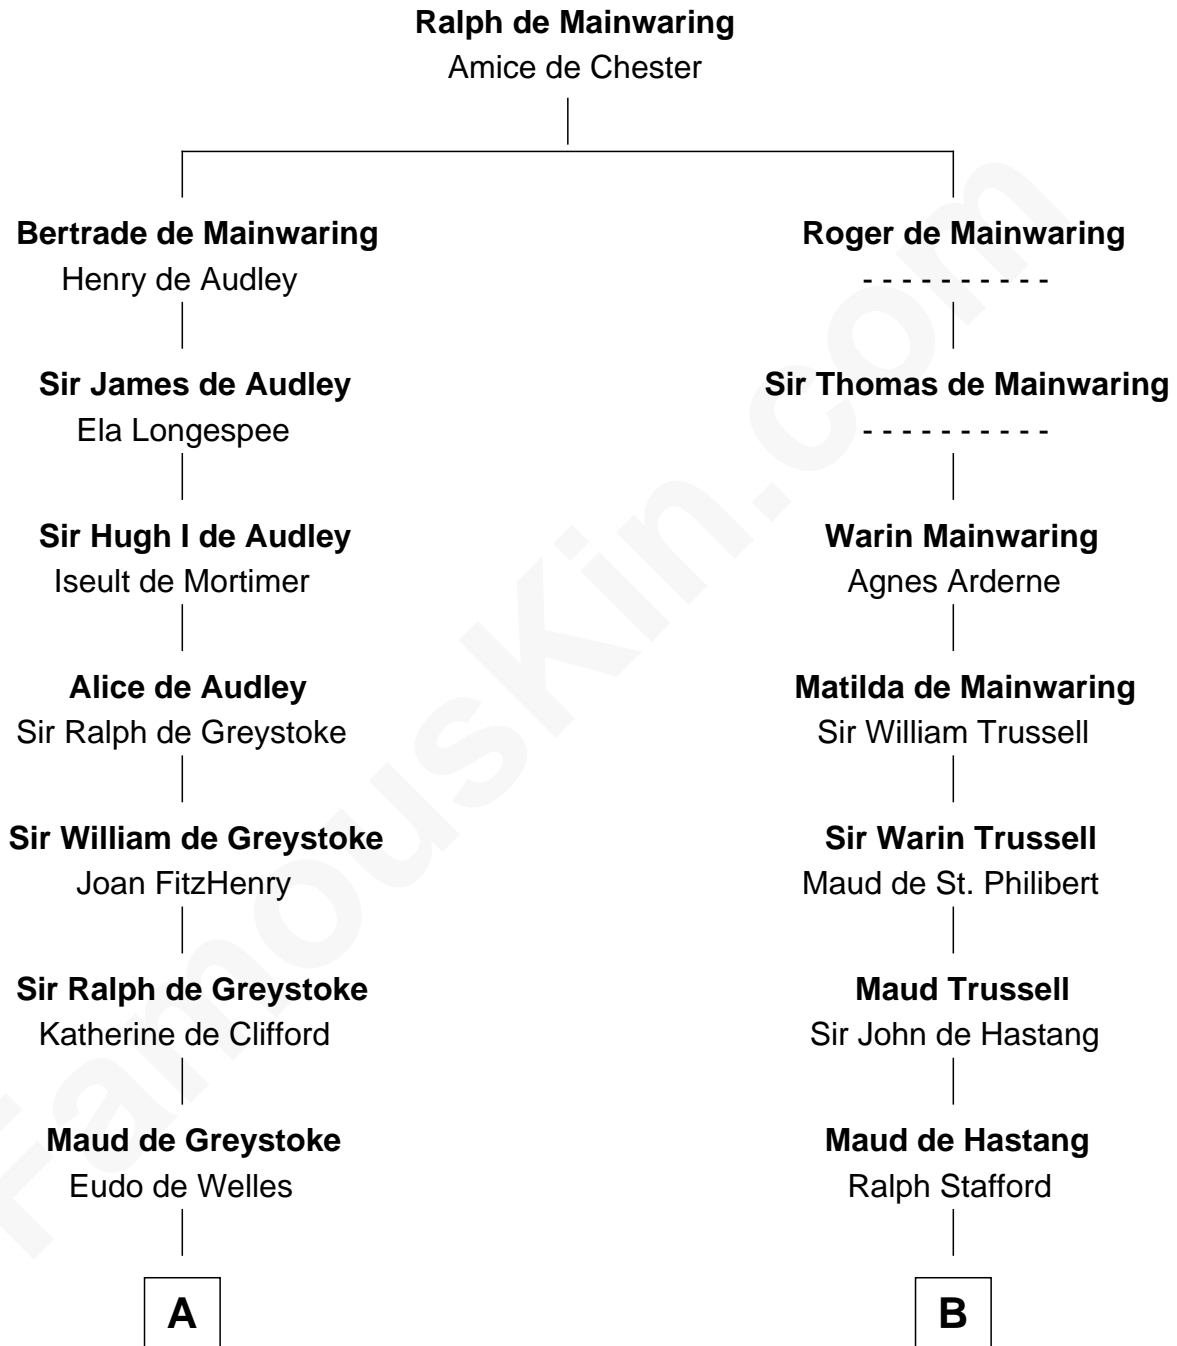 Ralph de Mainwaring
Amice de Chester
Bertrade de Mainwaring
Henry de Audley
Roger de Mainwaring
- - - - - - - - - -
Sir James de Audley
Ela Longespee
Sir Thomas de Mainwaring
- - - - - - - - - -
Sir Hugh I de Audley
Iseult de Mortimer
Warin Mainwaring
Agnes Arderne
Alice de Audley
Sir Ralph de Greystoke
Matilda de Mainwaring
Sir William Trussell
Sir William de Greystoke
Joan FitzHenry
Sir Warin Trussell
Maud de St. Philibert
Sir Ralph de Greystoke
Katherine de Clifford
Maud Trussell
Sir John de Hastang
Maud de Greystoke
Eudo de Welles
Maud de Hastang
Ralph Stafford
A
B
FamousKin.com